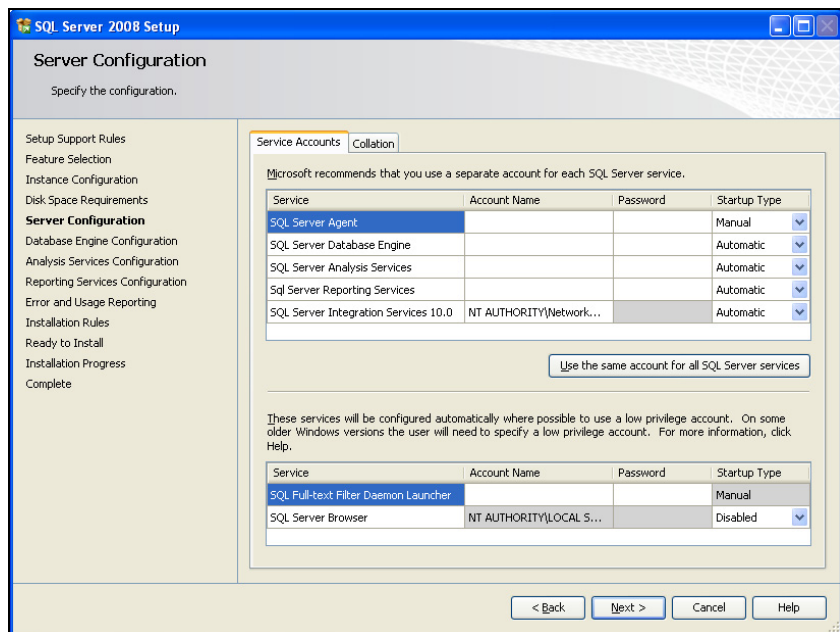 SQL Server 2008 Setup
Server Configuration
Specify the configuration.
Setup Support Rules
Feature Selection
Instance Configuration
Disk Space Requirements
Server Configuration
Database Engine Configuration
Analysis Services Configuration
Reporting Services Configuration
Error and Usage Reporting
Installation Rules
Ready to Install
Installation Progress
Complete
Service Accounts Collation
Microsoft recommends that you use a separate account for each SQL Server service.
Service Account Name Password Startup Type
SQL Server Agent Manual
SQL Server Database Engine Automatic
SQL Server Analysis Services Automatic
Sql Server Reporting Services Automatic
SQL Server Integration Services 10.0 NT AUTHORITY\Network... Automatic
Use the same account for all SQL Server services
These services will be configured automatically where possible to use a low privilege account. On some
older Windows versions the user will need to specify a low privilege account. For more information, click
Help.
Service Account Name Password Startup Type
SQL Full-text Filter Daemon Launcher Manual
SQL Server Browser NT AUTHORITY\LOCAL S... Disabled
< Back Next > Cancel Help